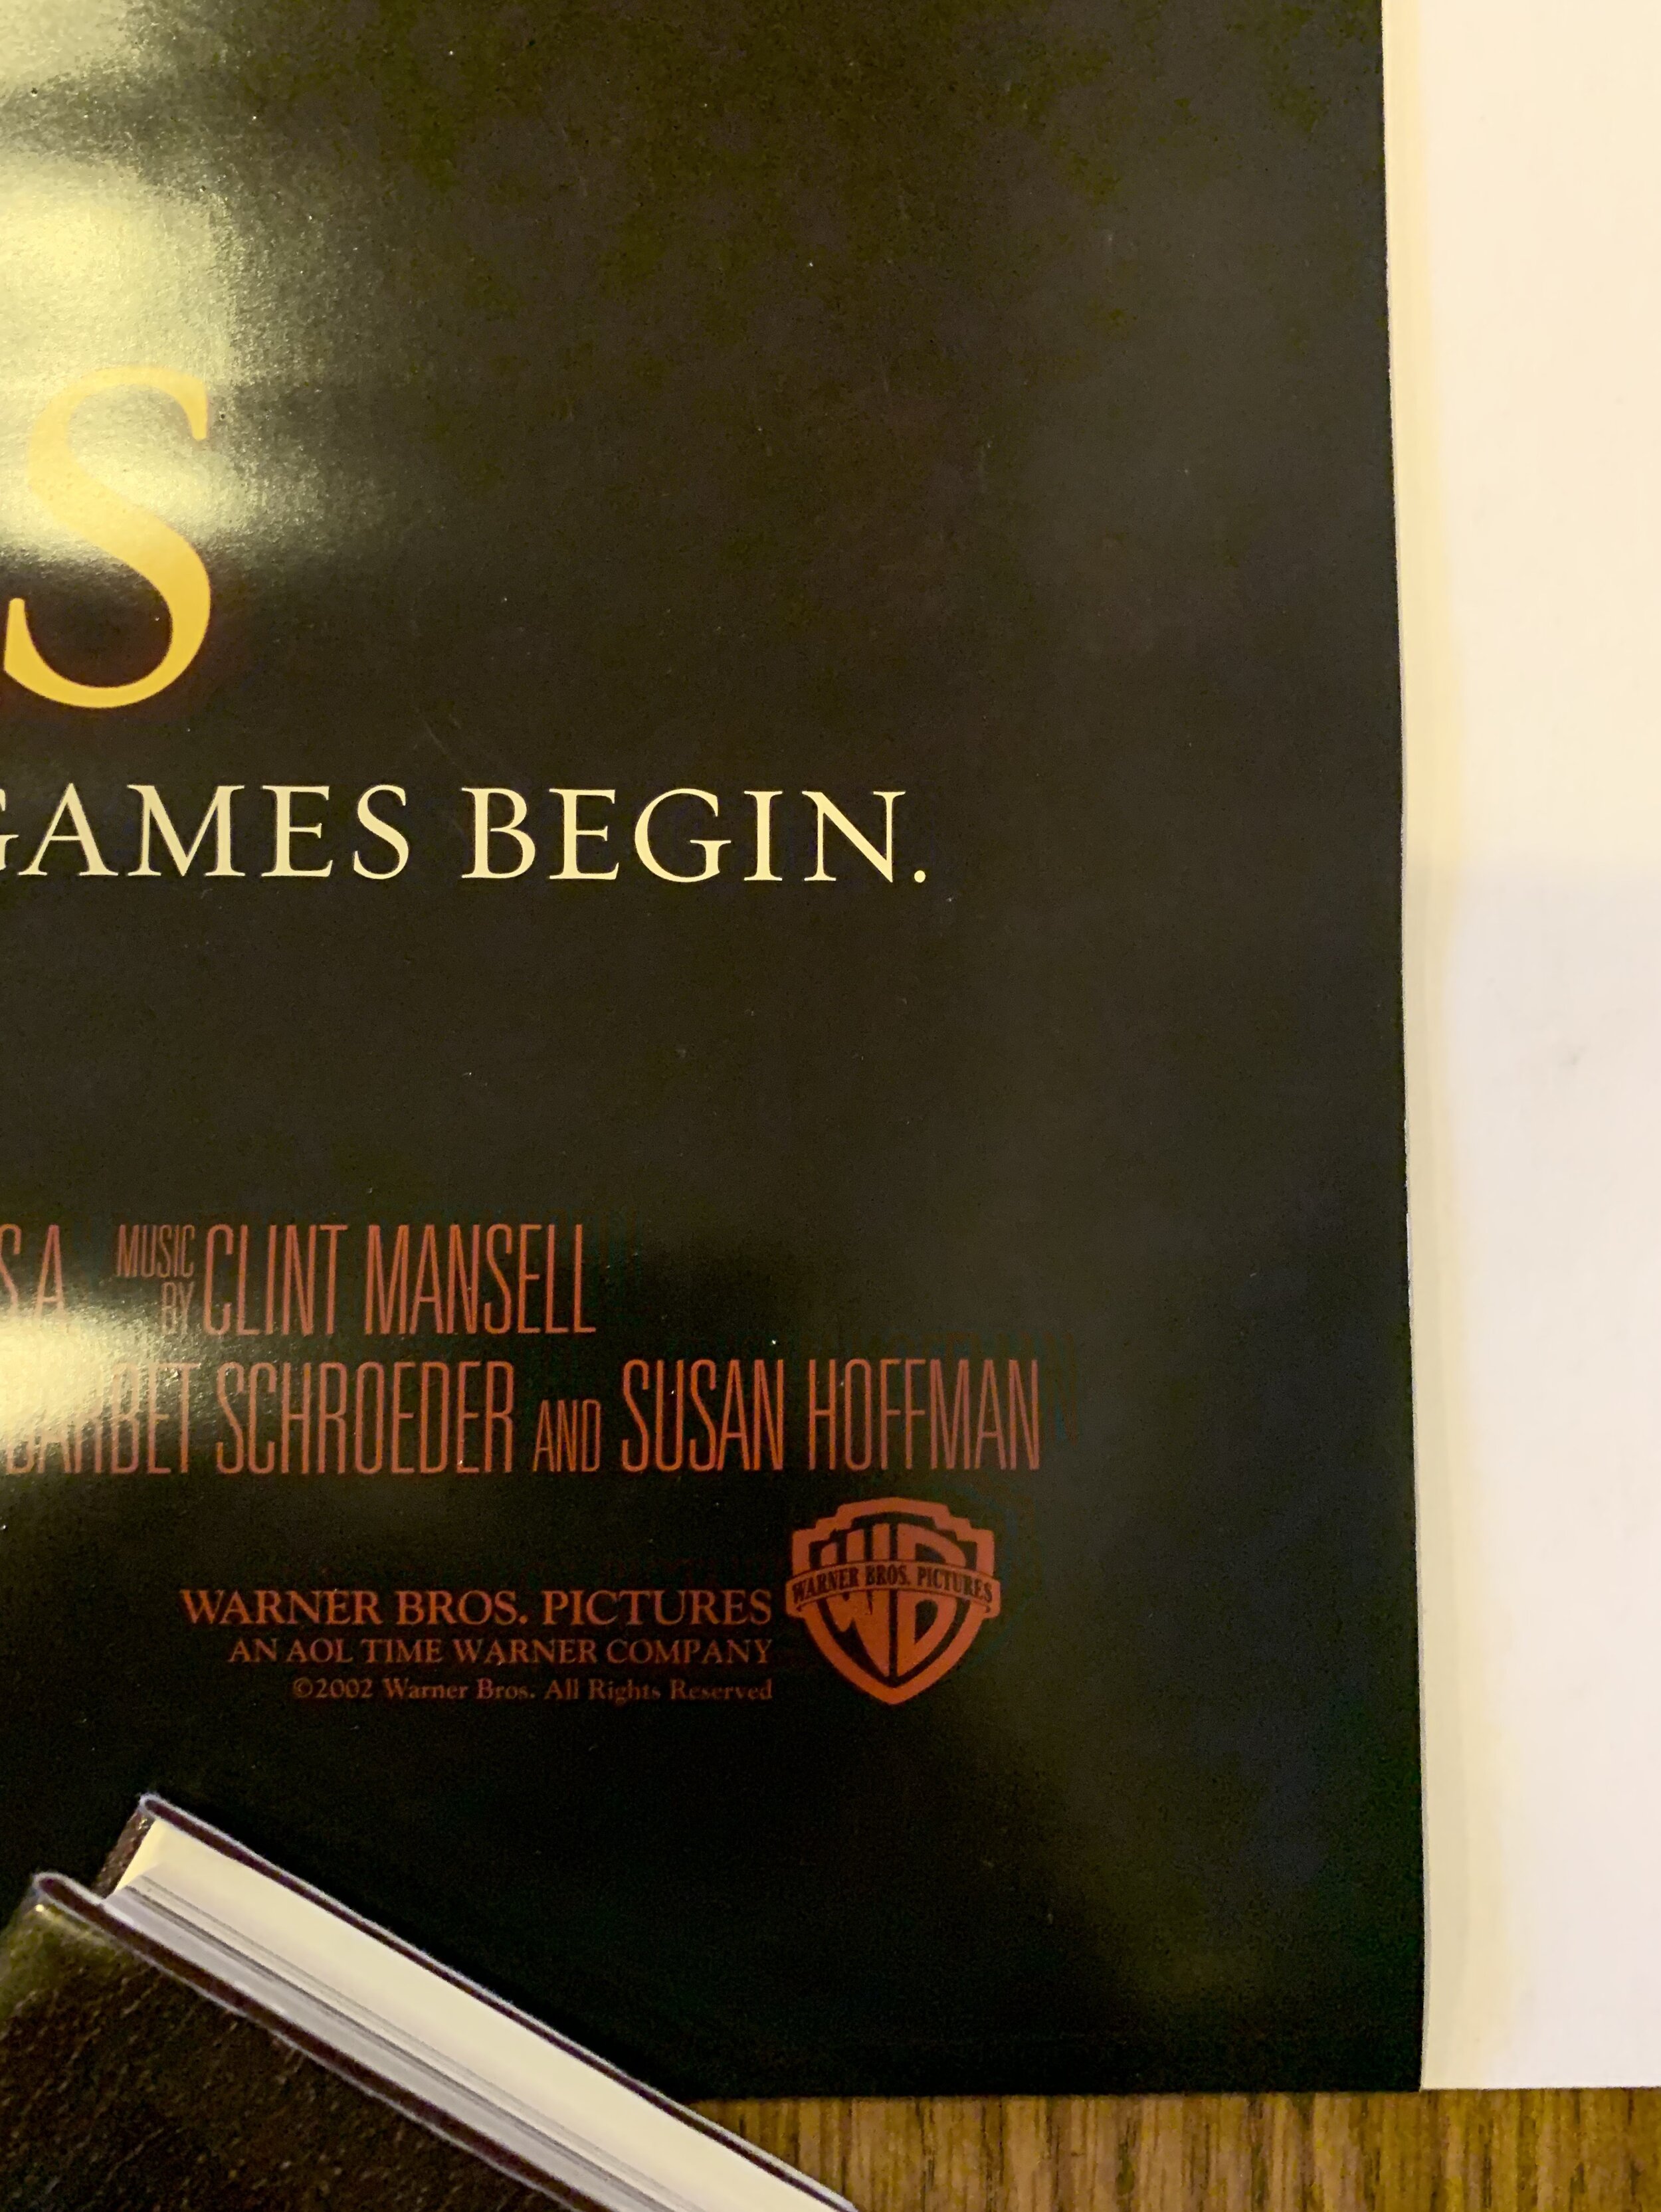 S
GAMES BEGIN.
S.A. MUSIC BY CLINT MANSELL
BARBET SCHROEDER AND SUSAN HOFFMAN
WARNER BROS. PICTURES
AN AOL TIME WARNER COMPANY
©2002 Warner Bros. All Rights Reserved
WB
WARNER BROS. PICTURES